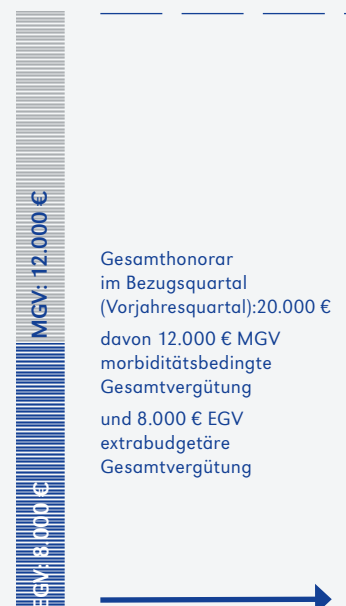 MGV: 12.000 €
EGV: 8.000 €
Gesamthonorar
im Bezugsquartal
(Vorjahresquartal):20.000 €
davon 12.000 € MGV
morbiditätsbedingte
Gesamtvergütung
und 8.000 € EGV
extrabudgetäre
Gesamtvergütung